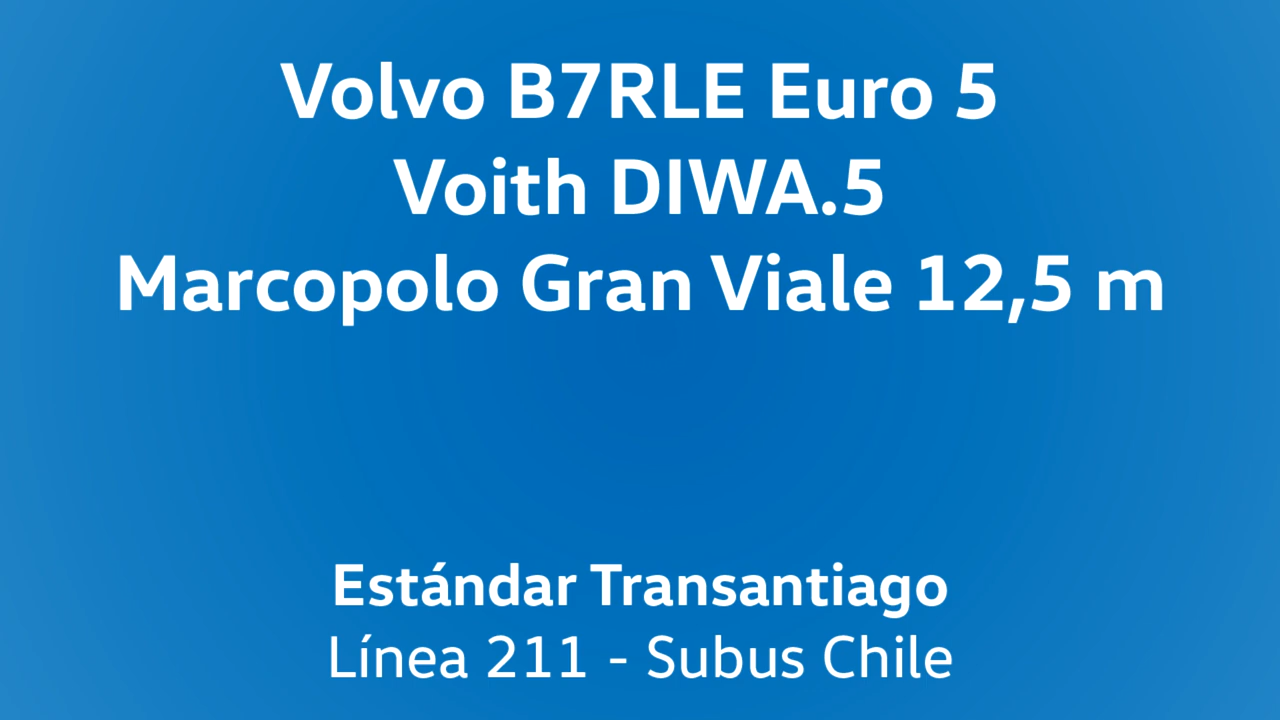 Volvo B7RLE Euro 5
Voith DIWA.5
Marcopolo Gran Viale 12,5 m
Estándar Transantiago
Línea 211 - Subus Chile